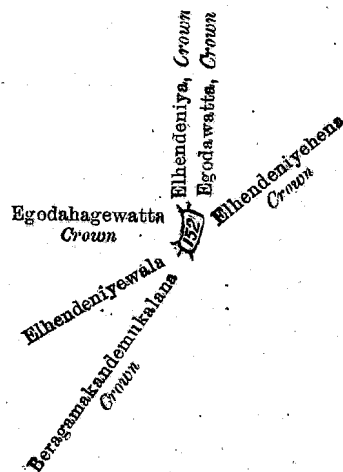 Elhendeniya, Crown
Egodawatta, Crown
Elhendeniyehena
Crown
Egodahagewatta
Crown
152
Elhendeniyewala
Beragamakandemukalana
Crown